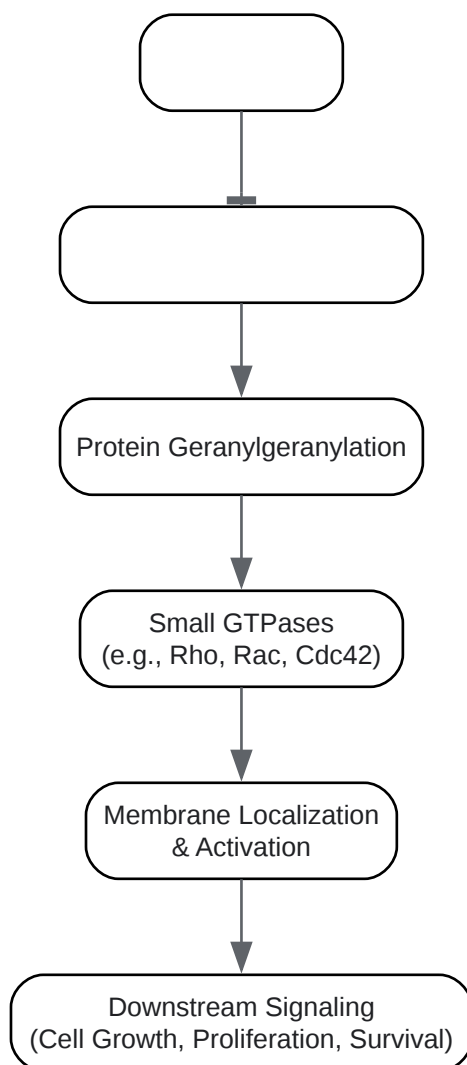 Protein Geranylgeranylation
Small GTPases
(e.g., Rho, Rac, Cdc42)
Membrane Localization
& Activation
Downstream Signaling
(Cell Growth, Proliferation, Survival)